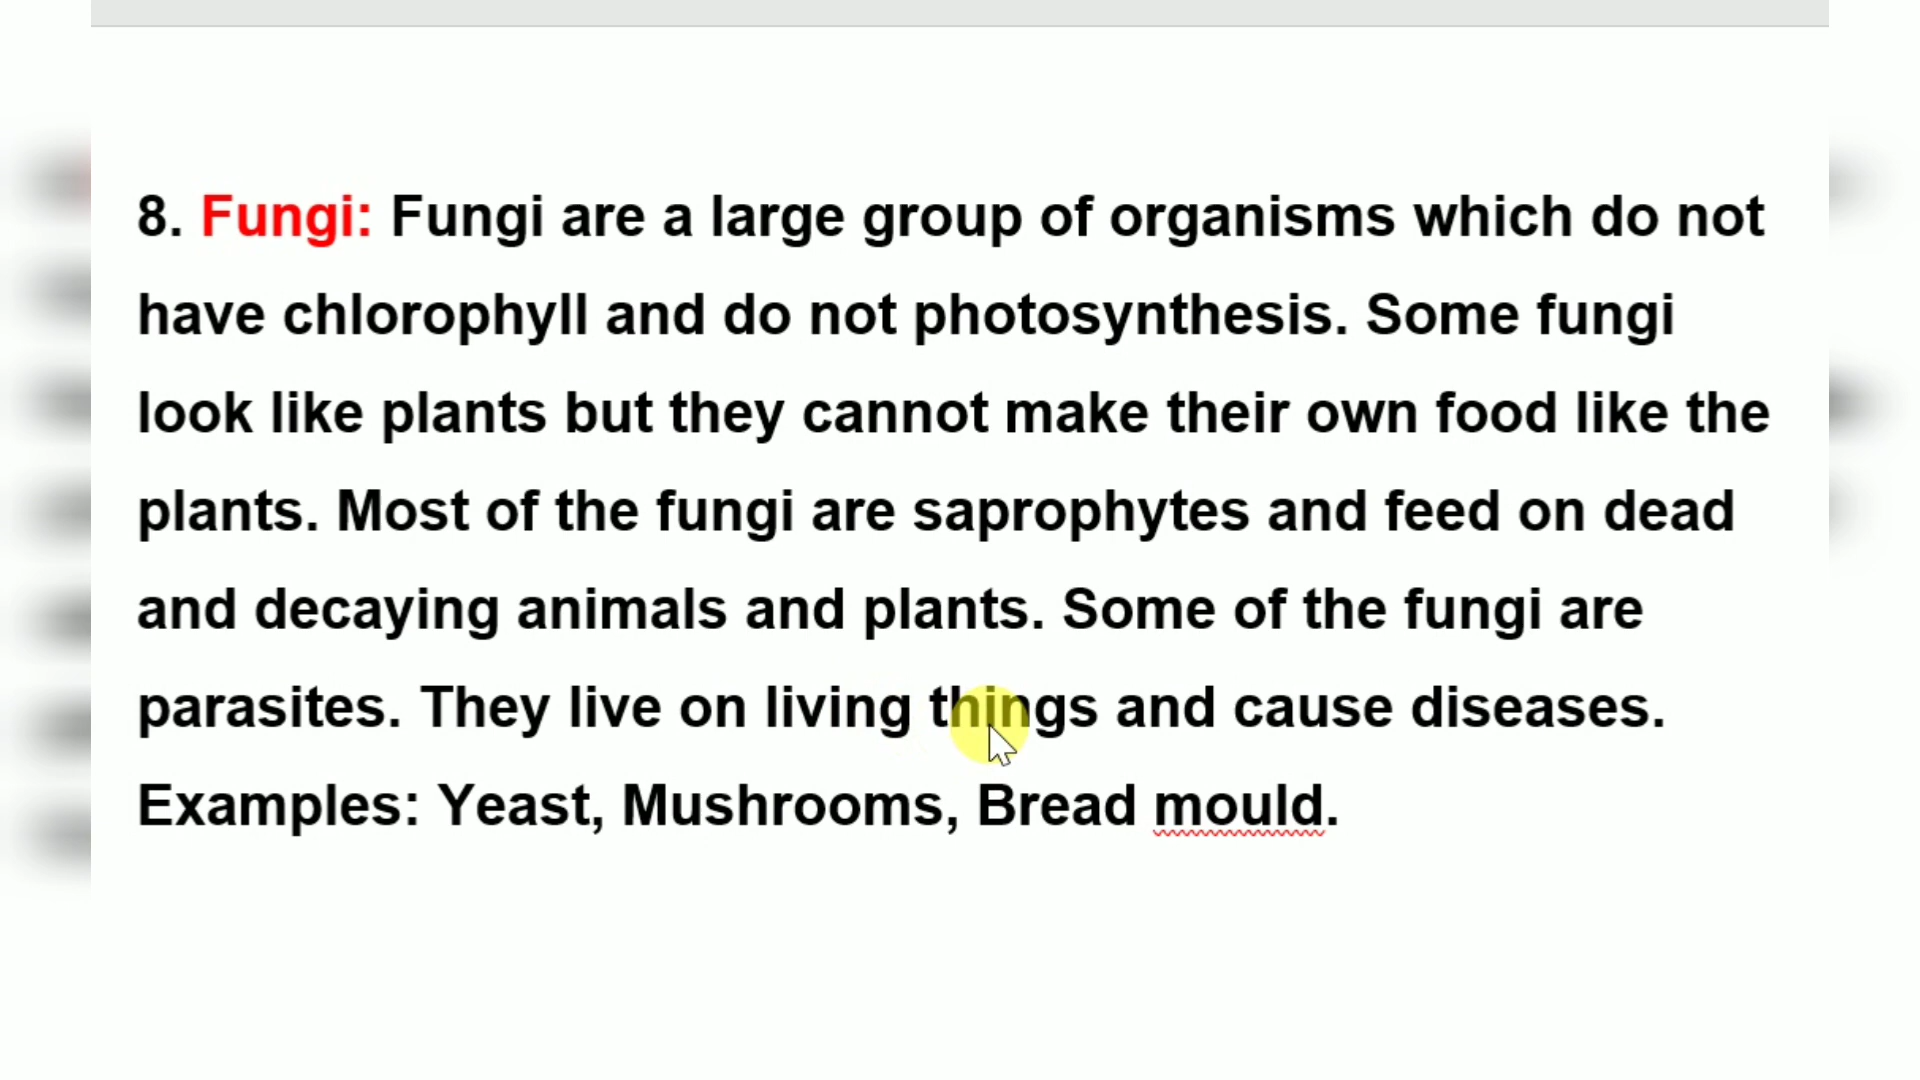 8. Fungi: Fungi are a large group of organisms which do not
have chlorophyll and do not photosynthesis. Some fungi
look like plants but they cannot make their own food like the
plants. Most of the fungi are saprophytes and feed on dead
and decaying animals and plants. Some of the fungi are
parasites. They live on living things and cause diseases.
Examples: Yeast, Mushrooms, Bread mould.